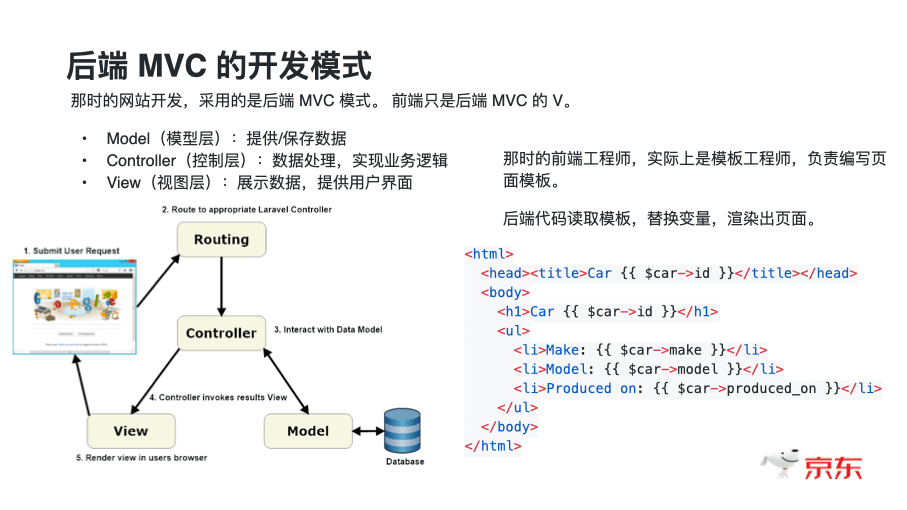 后端 MVC 的开发模式
那时的网站开发，采用的是后端 MVC 模式。 前端只是后端 MVC 的 V。
• Model（模型层）：提供/保存数据
• Controller（控制层）：数据处理，实现业务逻辑
• View（视图层）：展示数据，提供用户界面
2. Route to appropriate Laravel Controller
Routing
1. Submit User Request
Controller
3. Interact with Data Model
4. Controller invokes results View
View
Model
5. Render view in users browser
Database
那时的前端工程师，实际上是模板工程师，负责编写页
面模板。
后端代码读取模板，替换变量，渲染出页面。
<html>
  <head><title>Car {{ $car->id }}</title></head>
  <body>
    <h1>Car {{ $car->id }}</h1>
    <ul>
      <li>Make: {{ $car->make }}</li>
      <li>Model: {{ $car->model }}</li>
      <li>Produced on: {{ $car->produced_on }}</li>
    </ul>
  </body>
</html>
京东